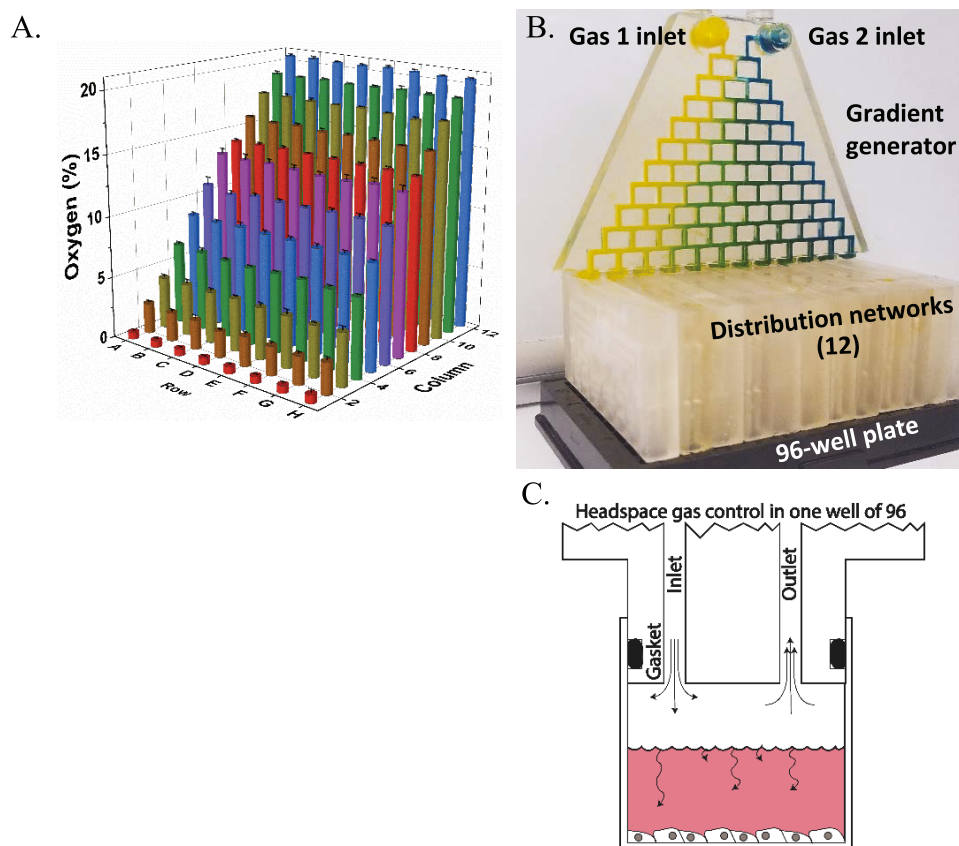 A.
20
15
10
5
0
Oxygen (%)
A
B
C
D
E
F
G
H
Row
2
4
6
8
10
12
Column
B.
Gas 1 inlet
Gas 2 inlet
Gradient
generator
Distribution networks
(12)
96-well plate
C.
Headspace gas control in one well of 96
Inlet
Outlet
Gasket